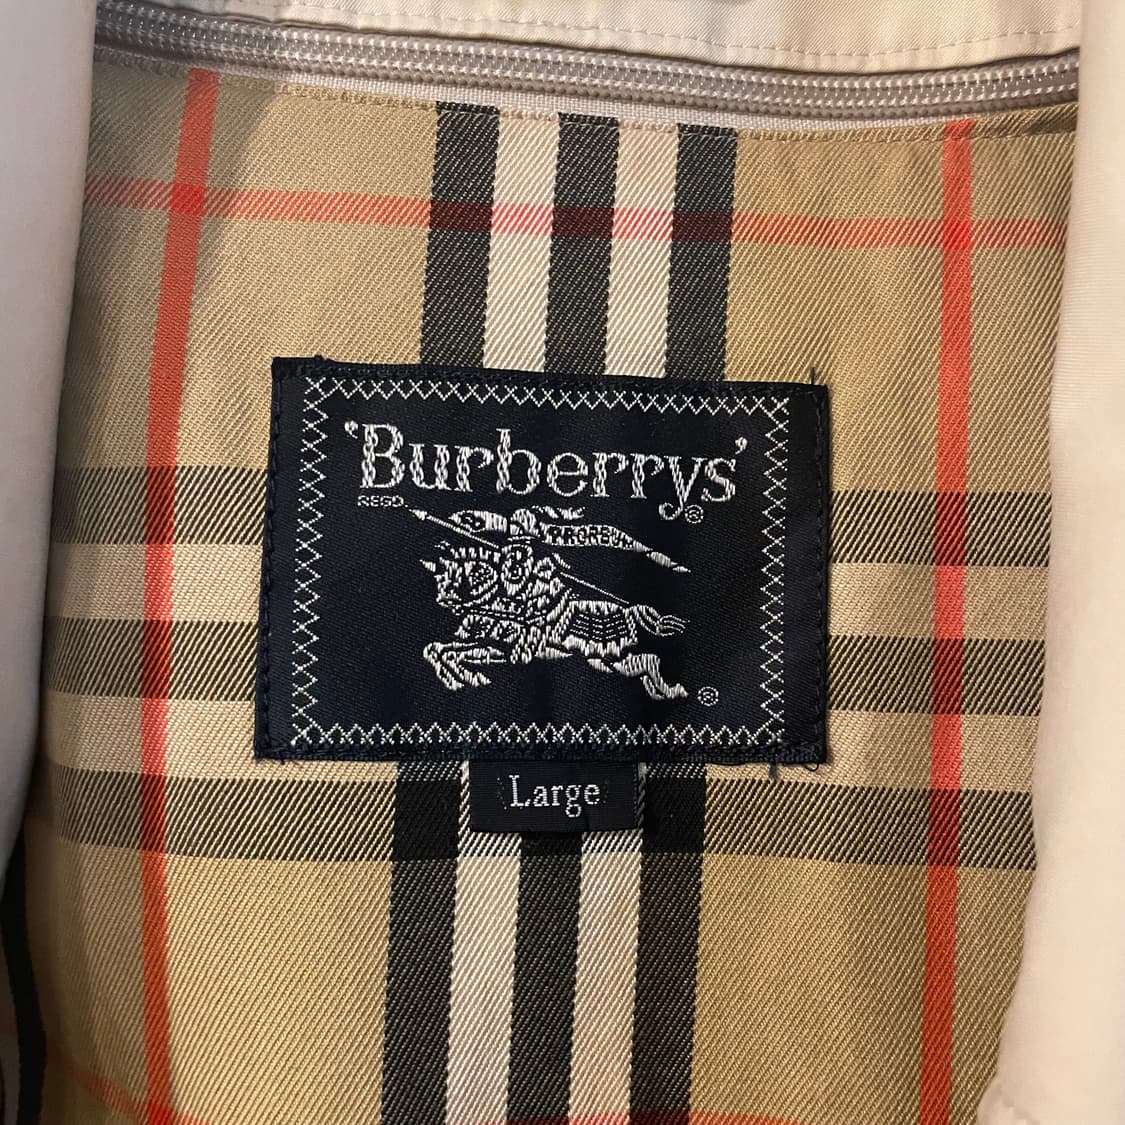 'Burberrys'
REGD. ®
PRORSUM
®
Large